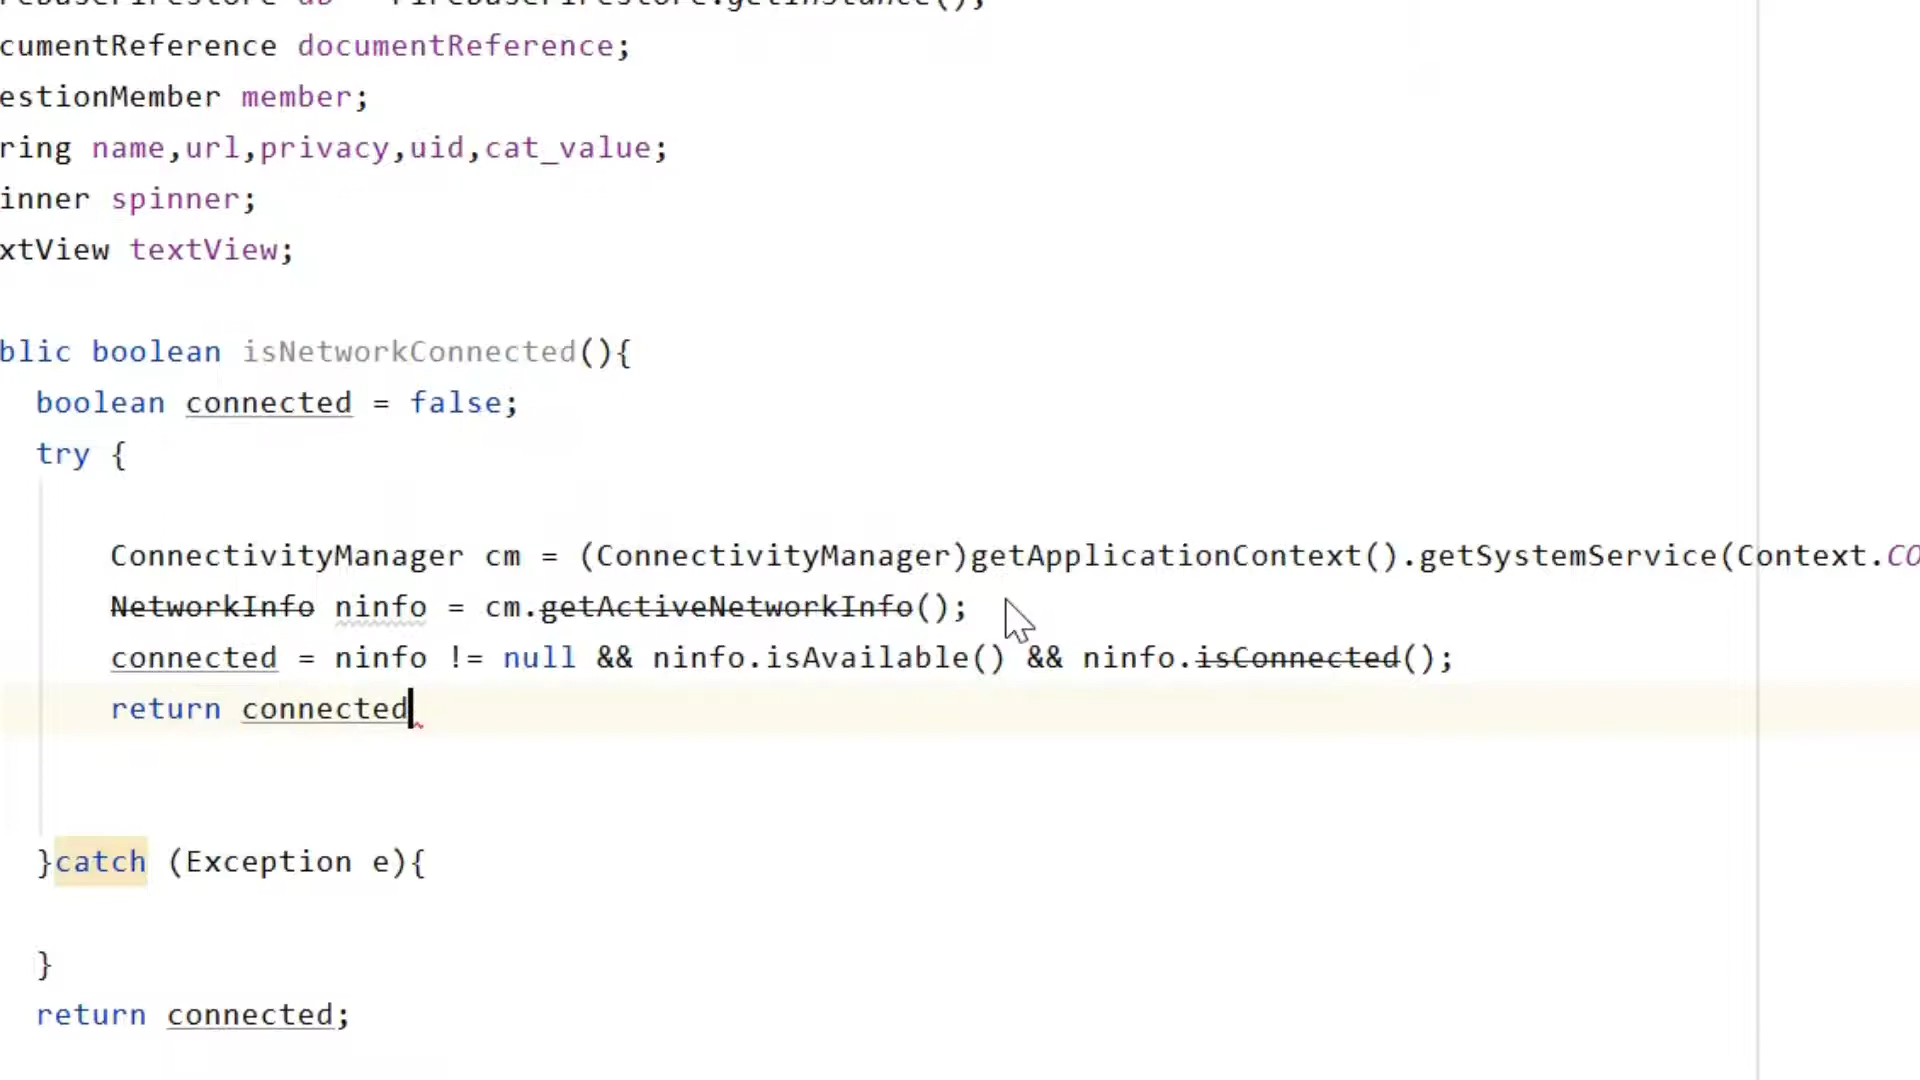 cumentReference documentReference;
estionMember member;
ring name,url,privacy,uid,cat_value;
inner spinner;
xtView textView;
blic boolean isNetworkConnected(){
boolean connected = false;
try {
ConnectivityManager cm = (ConnectivityManager)getApplicationContext().getSystemService(Context.CO
NetworkInfo ninfo = cm.getActiveNetworkInfo();
connected = ninfo != null && ninfo.isAvailable() && ninfo.isConnected();
return connected
}catch (Exception e){
}
return connected;